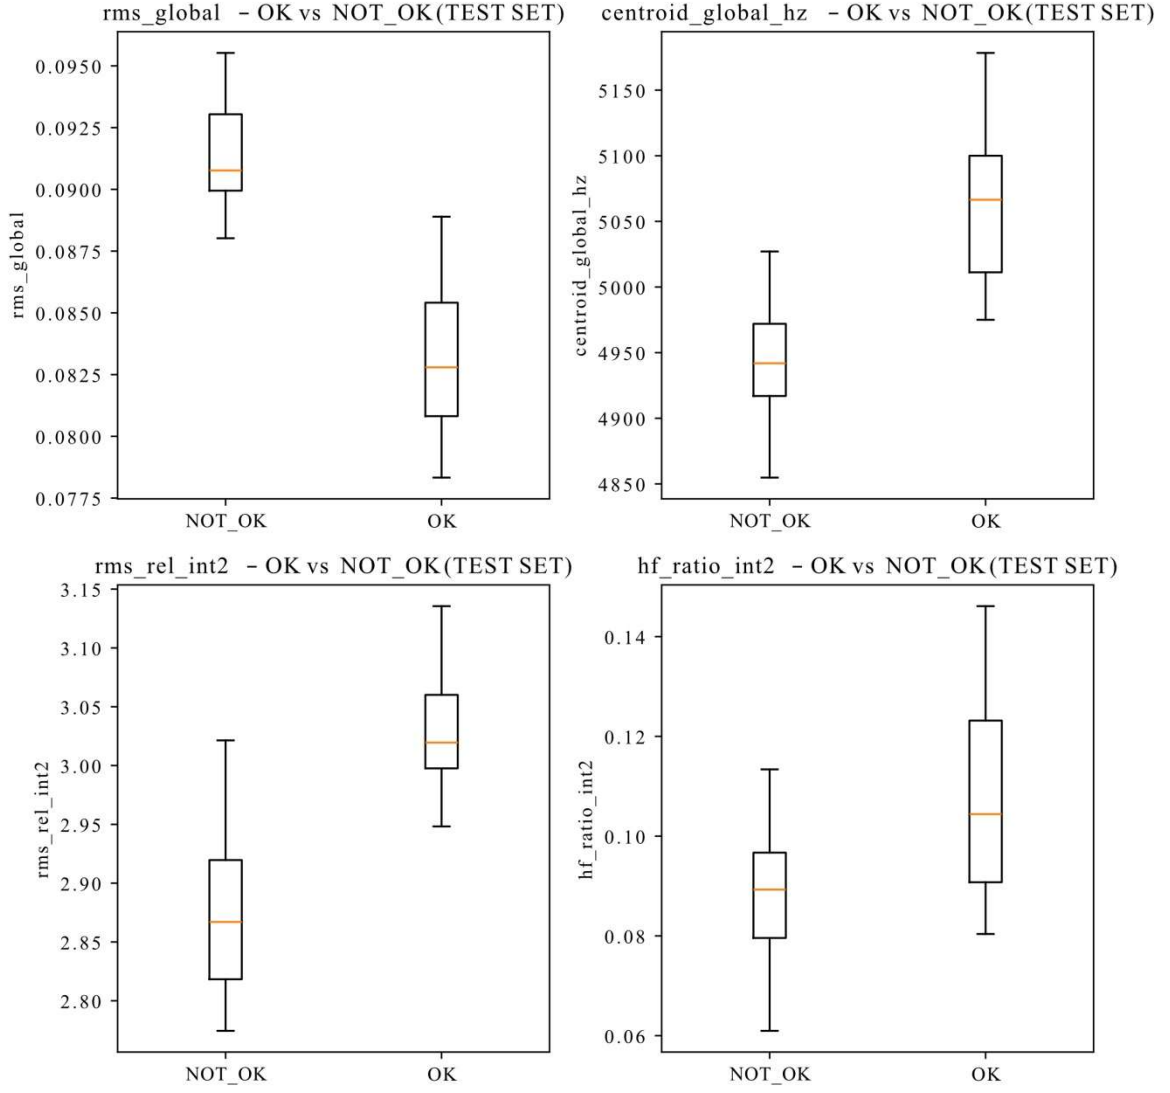 rms_global - OK vs NOT_OK(TEST SET)
rms_global
0.0950
0.0925
0.0900
0.0875
0.0850
0.0825
0.0800
0.0775
NOT_OK
OK
centroid_global_hz - OK vs NOT_OK(TEST SET)
centroid_global_hz
5150
5100
5050
5000
4950
4900
4850
NOT_OK
OK
rms_rel_int2 - OK vs NOT_OK(TEST SET)
rms_rel_int2
3.15
3.10
3.05
3.00
2.95
2.90
2.85
2.80
NOT_OK
OK
hf_ratio_int2 - OK vs NOT_OK(TEST SET)
hf_ratio_int2
0.14
0.12
0.10
0.08
0.06
NOT_OK
OK